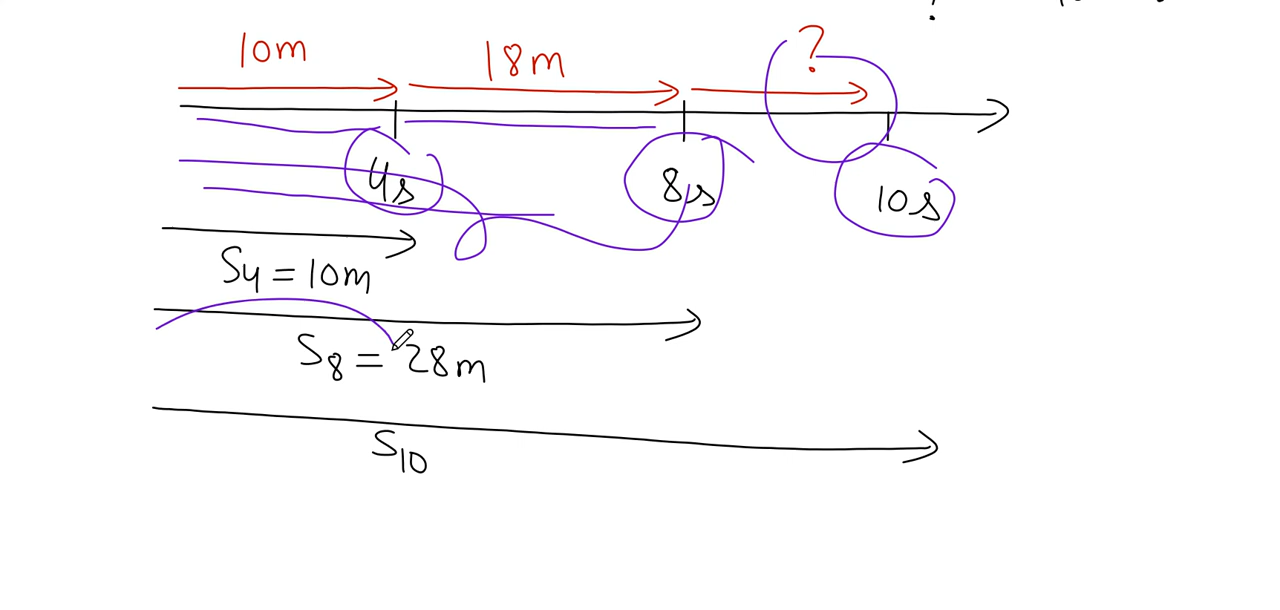 10m 18m ?
4s 8s 10s
S4 = 10m
S8 = 28m
S10